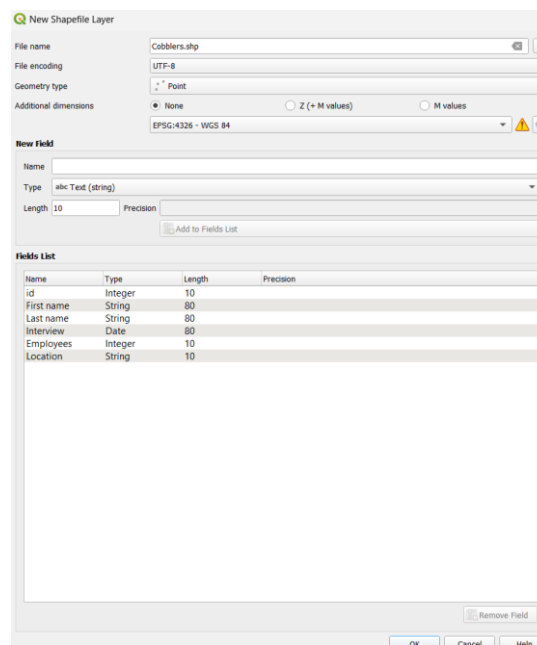 New Shapefile Layer
File name Cobblers.shp
File encoding UTF-8
Geometry type Point
Additional dimensions None Z (+ M values) M values
EPSG:4326 - WGS 84
New Field
Name
Type abc Text (string)
Length 10 Precision
Add to Fields List
Fields List
Name Type Length Precision
id Integer 10
First name String 80
Last name String 80
Interview Date 80
Employees Integer 10
Location String 10
Remove Field
OK Cancel Help